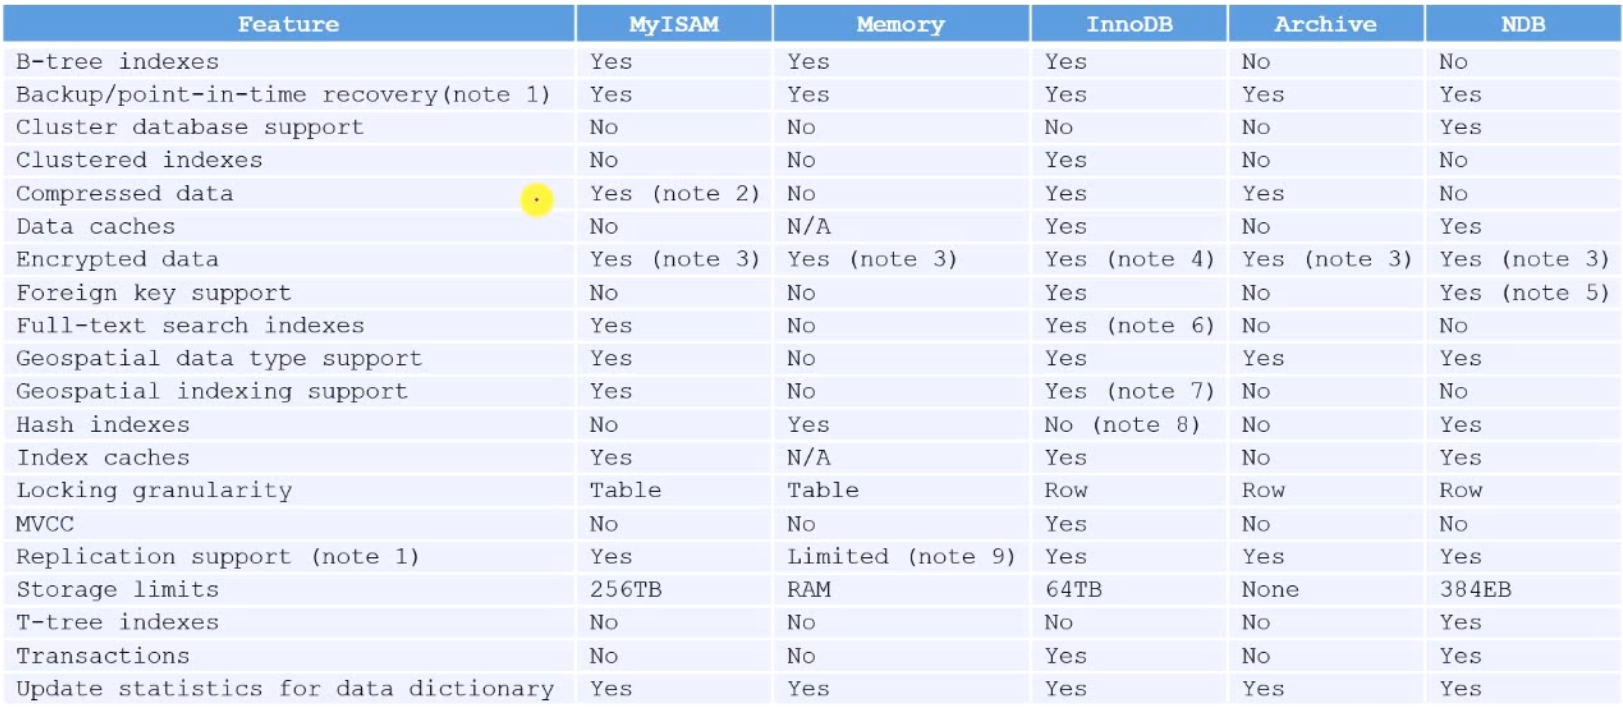 Feature MyISAM Memory InnoDB Archive NDB
B-tree indexes Yes Yes Yes No No
Backup/point-in-time recovery(note 1) Yes Yes Yes Yes Yes
Cluster database support No No No No Yes
Clustered indexes No No Yes No No
Compressed data Yes (note 2) No Yes Yes No
Data caches No N/A Yes No Yes
Encrypted data Yes (note 3) Yes (note 3) Yes (note 4) Yes (note 3) Yes (note 3)
Foreign key support No No Yes No Yes (note 5)
Full-text search indexes Yes No Yes (note 6) No No
Geospatial data type support Yes No Yes Yes Yes
Geospatial indexing support Yes No Yes (note 7) No No
Hash indexes No Yes No (note 8) No Yes
Index caches Yes N/A Yes No Yes
Locking granularity Table Table Row Row Row
MVCC No No Yes No No
Replication support (note 1) Yes Limited (note 9) Yes Yes Yes
Storage limits 256TB RAM 64TB None 384EB
T-tree indexes No No No No Yes
Transactions No No Yes No Yes
Update statistics for data dictionary Yes Yes Yes Yes Yes